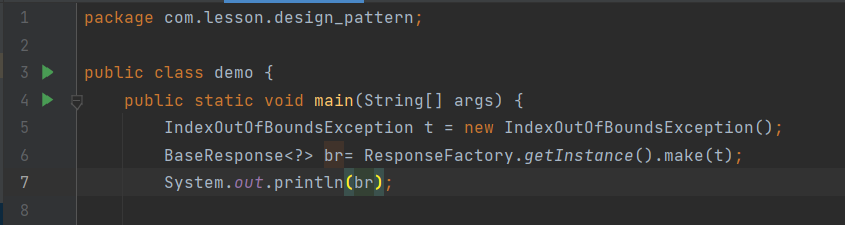 1 package com.lesson.design_pattern;
2
3 public class demo {
4 public static void main(String[] args) {
5 IndexOutOfBoundsException t = new IndexOutOfBoundsException();
6 BaseResponse<?> br= ResponseFactory.getInstance().make(t);
7 System.out.println(br);
8